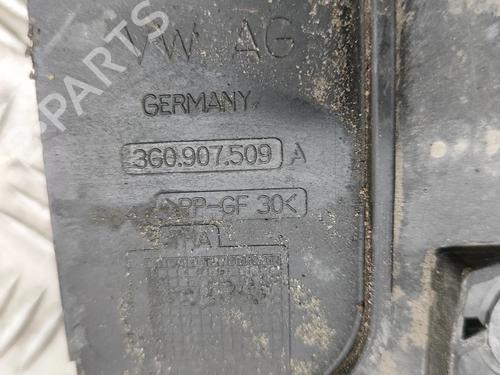 B-PARTS
VW AG
GERMANY
3G0.907.509 A
>PP-GF 30<